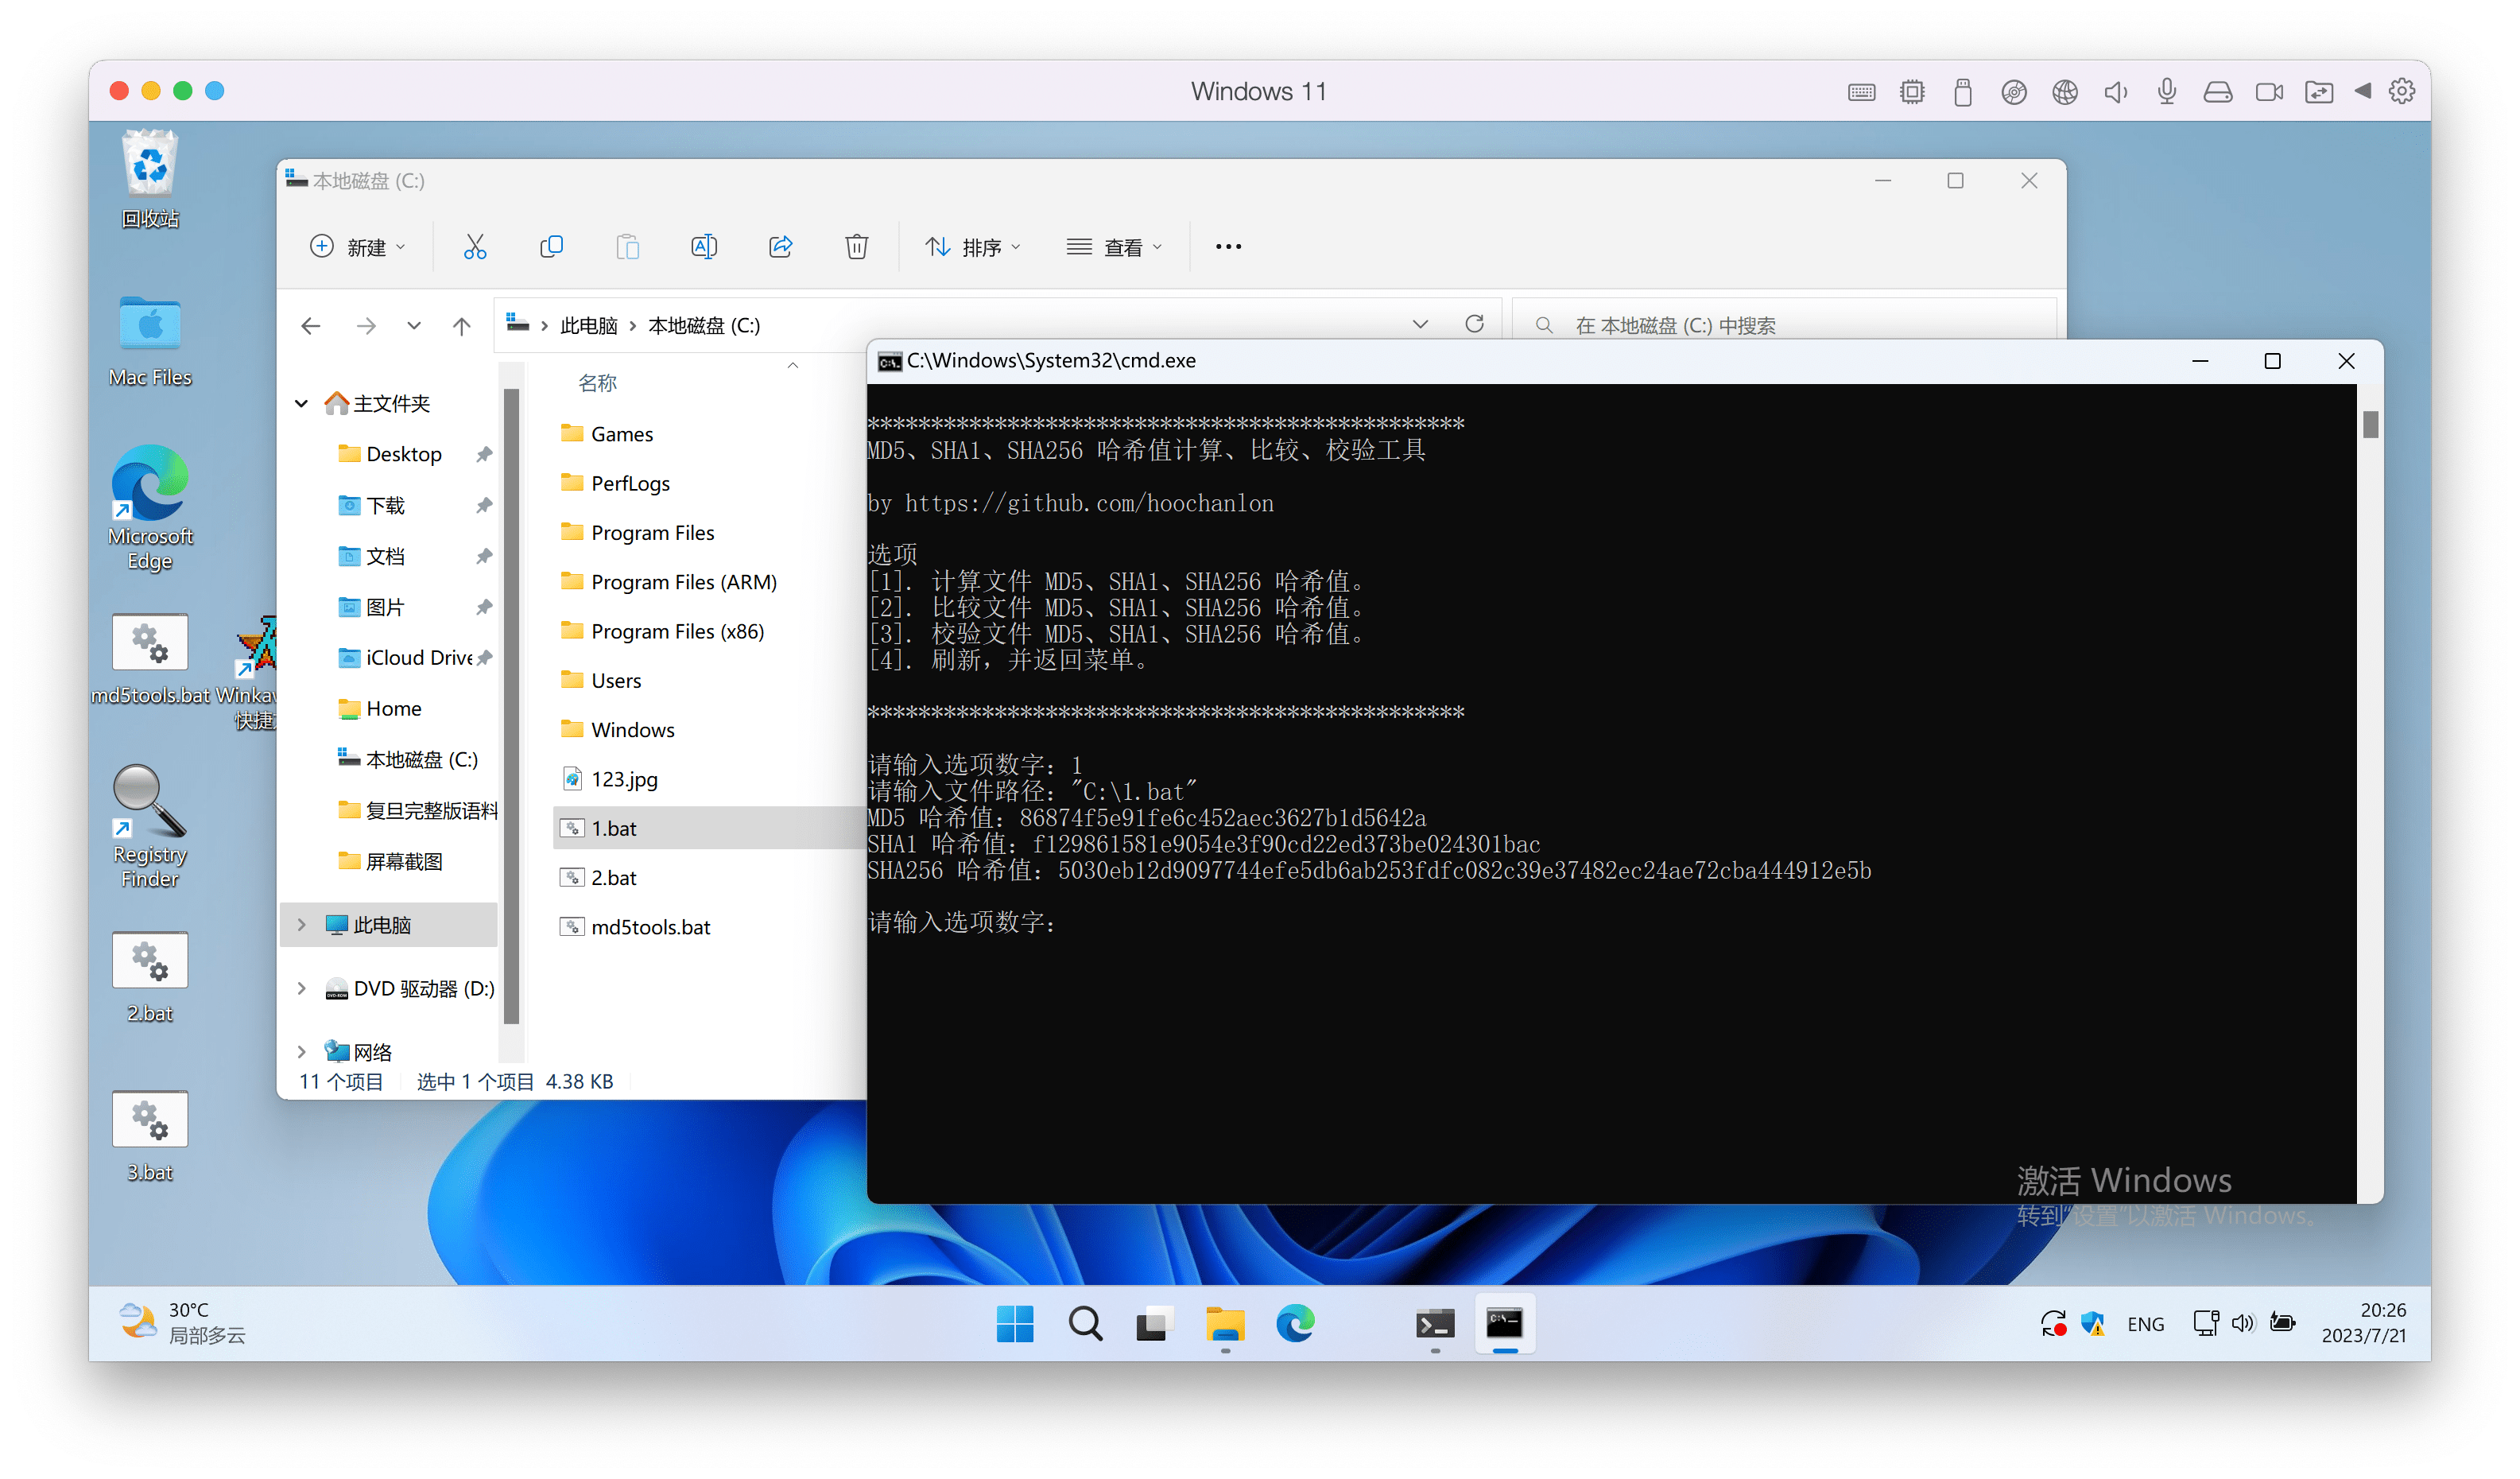 Windows 11
回收站
Mac Files
Microsoft
Edge
md5tools.bat
Winkaw
快捷
Registry
Finder
2.bat
3.bat
本地磁盘 (C:)
新建
排序
查看
此电脑
本地磁盘 (C:)
在 本地磁盘 (C:) 中搜索
主文件夹
Desktop
下载
文档
图片
iCloud Drive
Home
本地磁盘 (C:)
复旦完整版语料
屏幕截图
此电脑
DVD 驱动器 (D:)
网络
名称
Games
PerfLogs
Program Files
Program Files (ARM)
Program Files (x86)
Users
Windows
123.jpg
1.bat
2.bat
md5tools.bat
11 个项目
选中 1 个项目 4.38 KB
C:\Windows\System32\cmd.exe
***********************************************
MD5、SHA1、SHA256 哈希值计算、比较、校验工具
by https://github.com/hoochanlon
选项
[1]. 计算文件 MD5、SHA1、SHA256 哈希值。
[2]. 比较文件 MD5、SHA1、SHA256 哈希值。
[3]. 校验文件 MD5、SHA1、SHA256 哈希值。
[4]. 刷新，并返回菜单。
***********************************************
请输入选项数字：1
请输入文件路径："C:\1.bat"
MD5 哈希值：86874f5e91fe6c452aec3627b1d5642a
SHA1 哈希值：f129861581e9054e3f90cd22ed373be024301bac
SHA256 哈希值：5030eb12d9097744efe5db6ab253fdfc082c39e37482ec24ae72cba444912e5b
请输入选项数字：
激活 Windows
转到“设置”以激活 Windows。
30°C
局部多云
ENG
20:26
2023/7/21